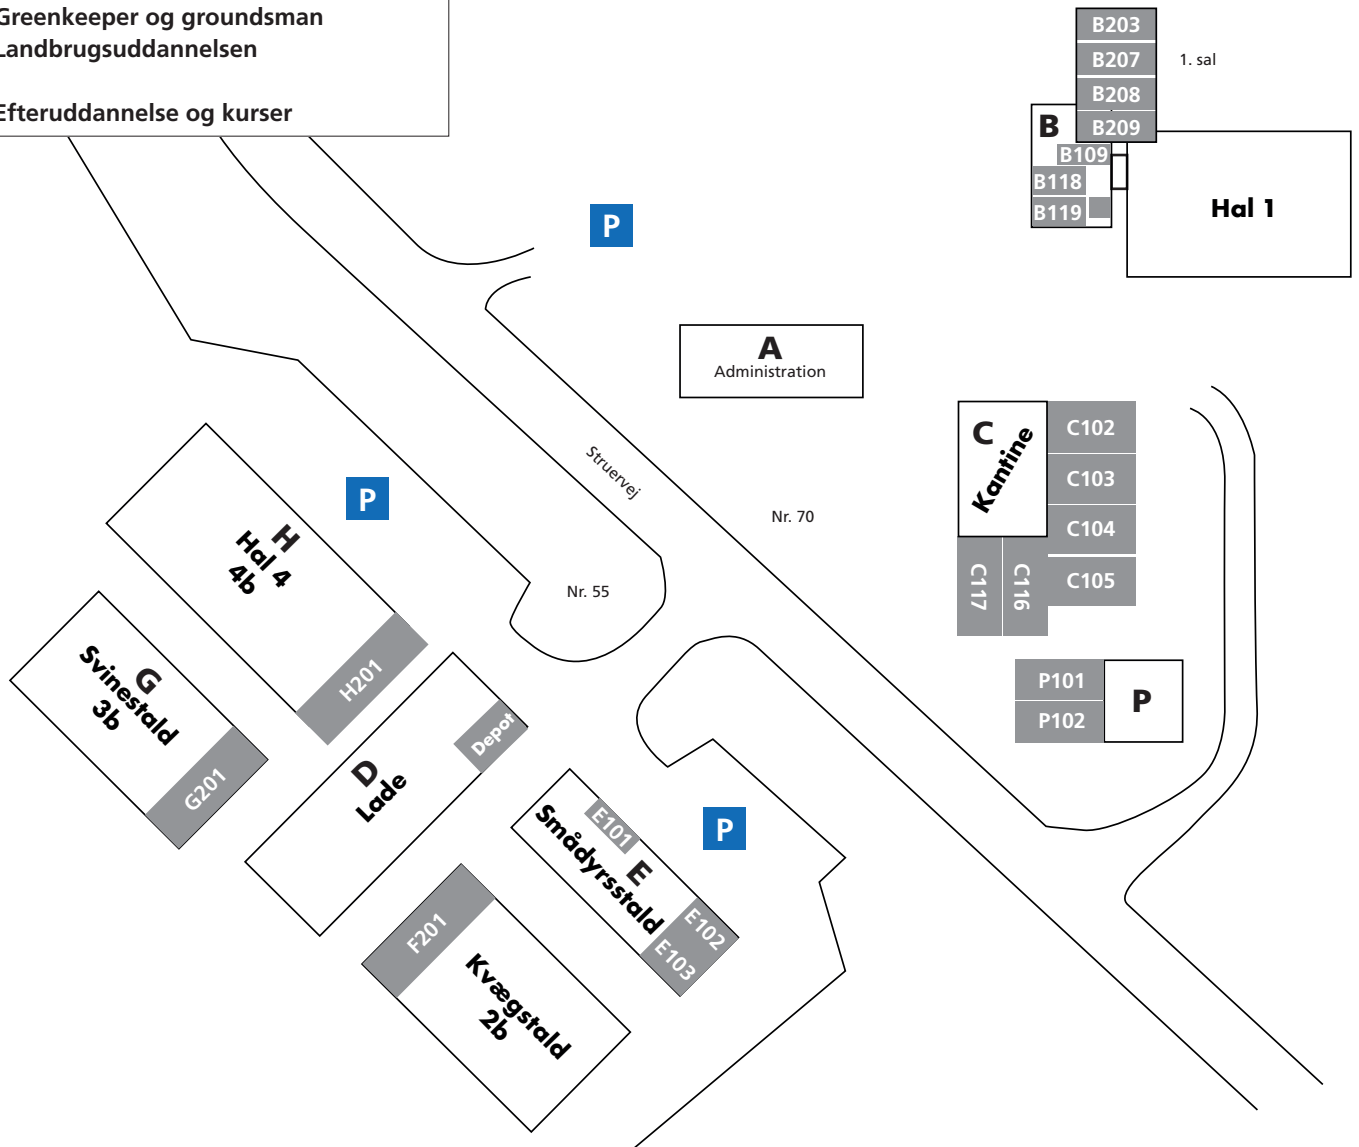 Greenkeeper og groundsman
Landbrugsuddannelsen
Efteruddannelse og kurser
B203
B207
1. sal
B208
B209
B
B109
B118
B119
Hal 1
P
A
Administration
Struervej
Nr. 70
C
Kantine
C102
C103
C104
C105
C117
C116
P
H
Hal 4
4b
H201
Nr. 55
G
Svinestald
3b
G201
D
Lade
Depot
P101
P102
P
P
E101
E
Smådyrsstald
E102
E103
F201
Kvægstald
2b